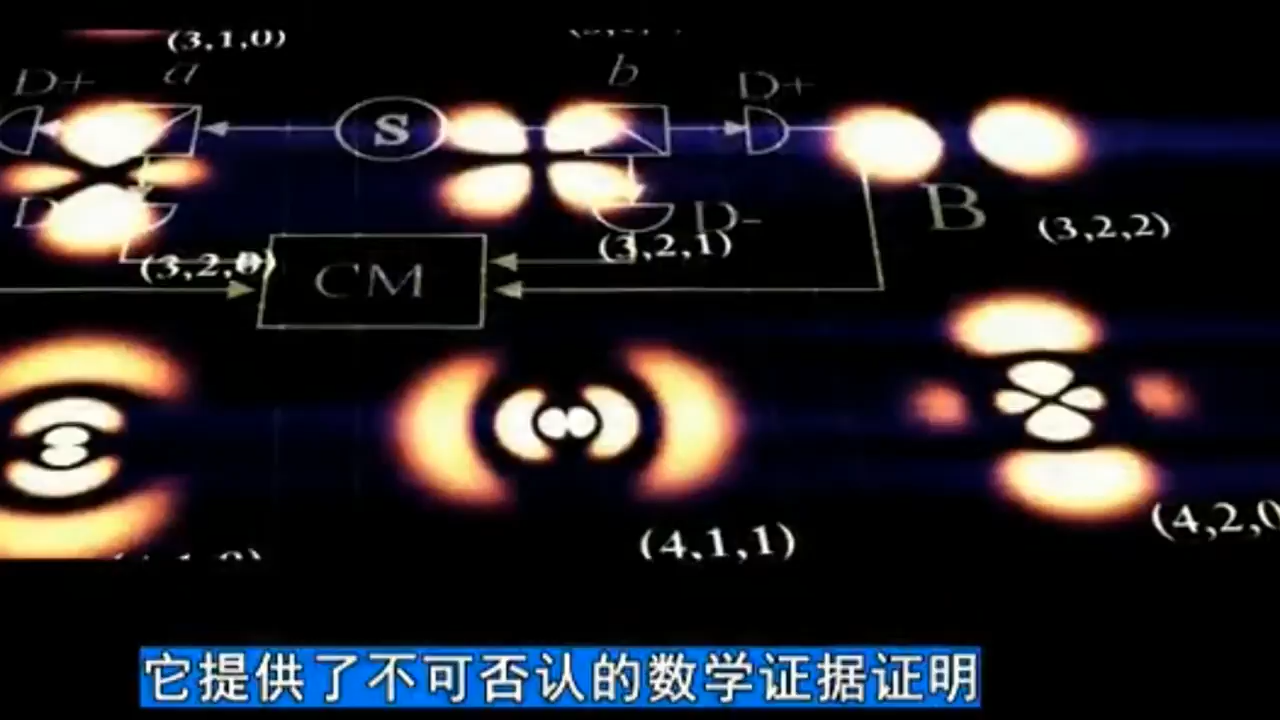 (3,1,0)
D+
a
b
D+
S
D
D-
B
(3,2,0)
(3,2,1)
(3,2,2)
CM
(4,1,1)
(4,2,0
它提供了不可否认的数学证据证明